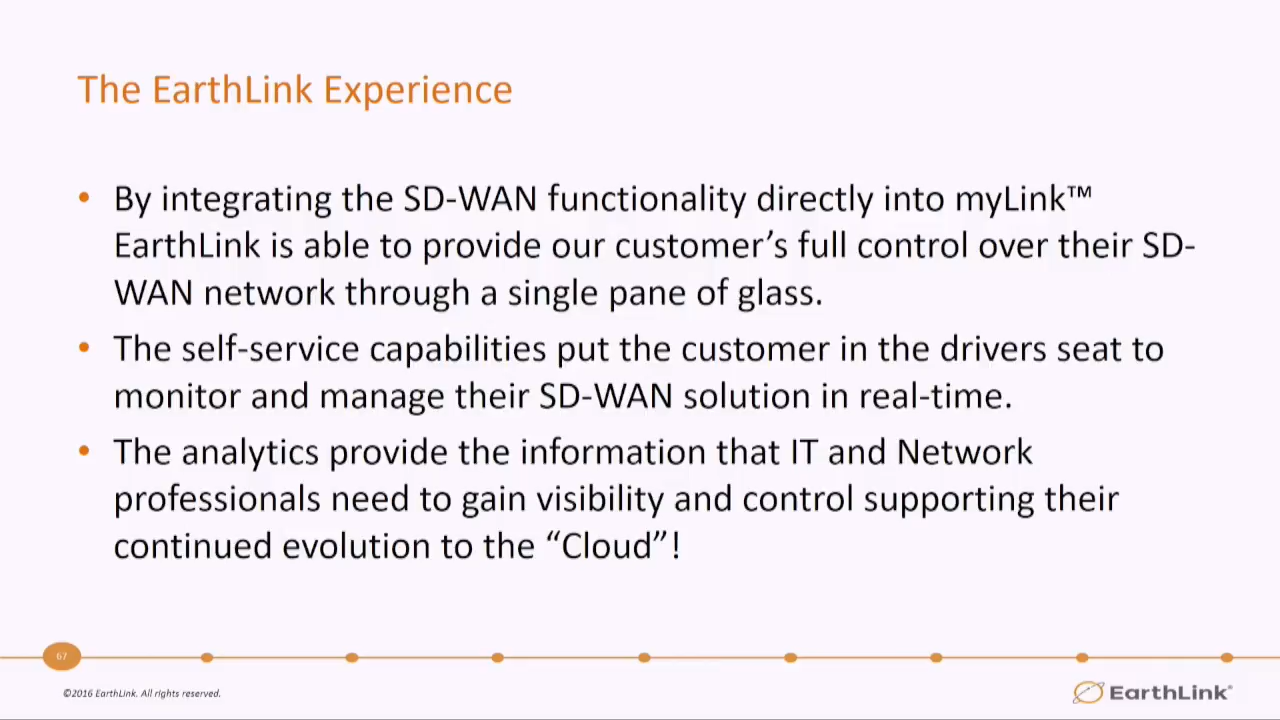 The EarthLink Experience
• By integrating the SD-WAN functionality directly into myLink™
EarthLink is able to provide our customer’s full control over their SD-
WAN network through a single pane of glass.
• The self-service capabilities put the customer in the drivers seat to
monitor and manage their SD-WAN solution in real-time.
• The analytics provide the information that IT and Network
professionals need to gain visibility and control supporting their
continued evolution to the “Cloud”!
67
©2016 EarthLink. All rights reserved.
EarthLink®